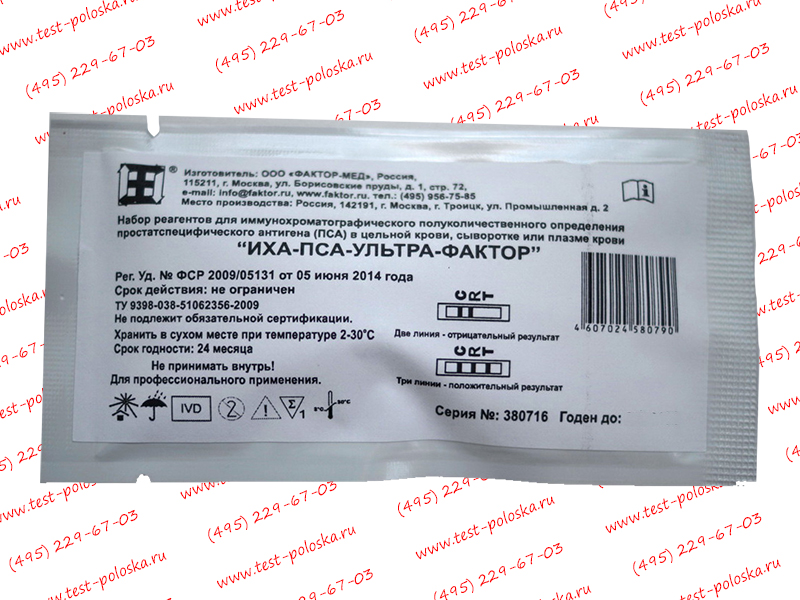 ®
Изготовитель: ООО «ФАКТОР-МЕД», Россия,
115211, г. Москва, ул. Борисовские пруды, д. 1, стр. 72,
e-mail: info@faktor.ru, www.faktor.ru. тел.: (495) 956-75-85
Место производства: Россия, 142191, г. Москва, г. Троицк, ул. Промышленная д. 2
Набор реагентов для иммунохроматографического полуколичественного определения
простатспецифического антигена (ПСА) в цельной крови, сыворотке или плазме крови
“ИХА-ПСА-УЛЬТРА-ФАКТОР”
Рег. Уд. № ФСР 2009/05131 от 05 июня 2014 года
Срок действия: не ограничен
ТУ 9398-038-51062356-2009
Не подлежит обязательной сертификации.
Хранить в сухом месте при температуре 2-30°C
Срок годности: 24 месяца
Не принимать внутрь!
Для профессионального применения.
IVD
2
Σ
1
2°C
30°C
CRT
Две линия - отрицательный результат
CRT
Три линии - положительный результат
4607024580790
Серия №: 380716 Годен до:
www.test-poloska.ru
(495) 229-67-03